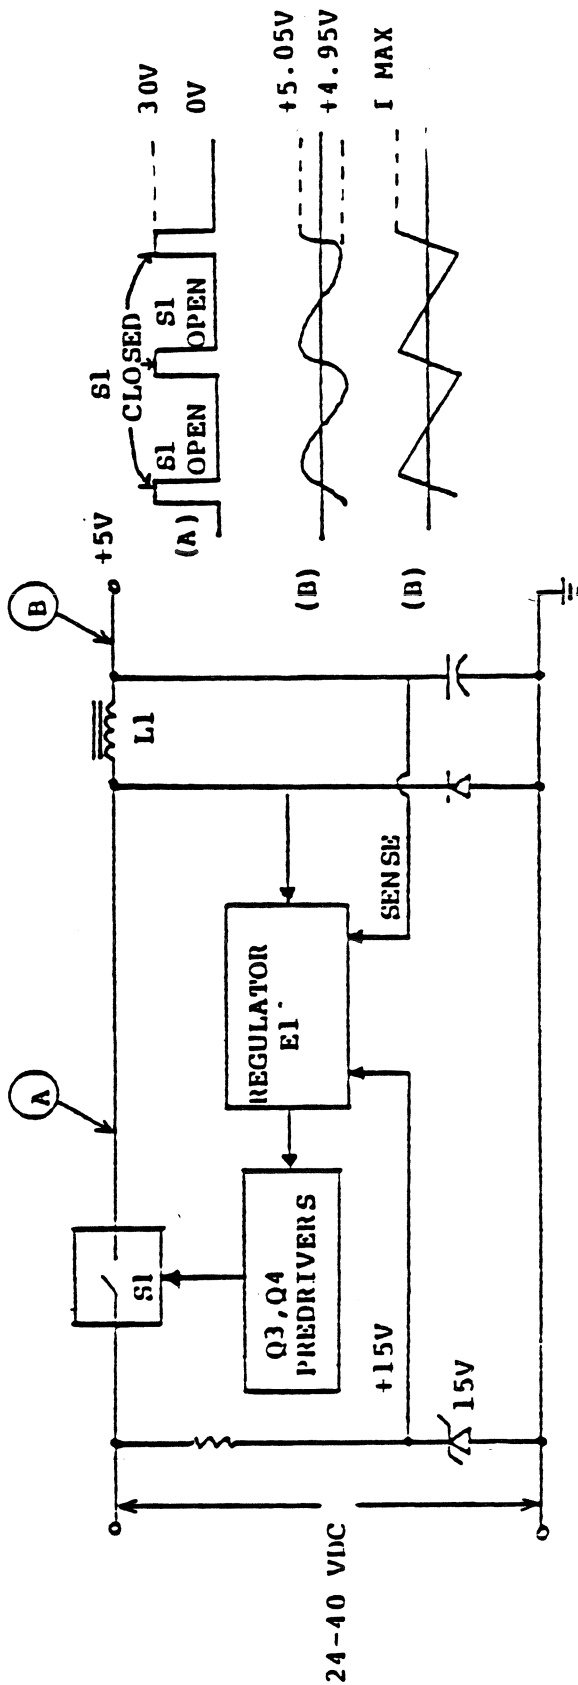 24-40 VDC
+15V
15V
S1
Q3,Q4
PREDRIVERS
A
REGULATOR
E1
SENSE
L1
B
+5V
(A)
(B)
(B)
S1
CLOSED
S1
OPEN
S1
OPEN
30V
0V
+5.05V
+4.95V
I MAX